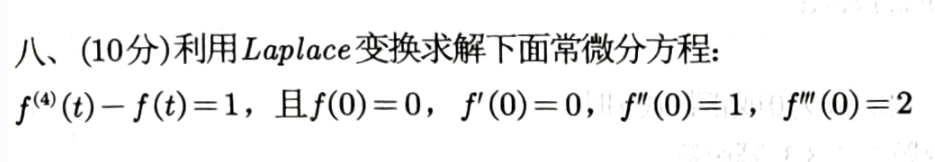 八、(10分)利用Laplace变换求解下面常微分方程:
f⁽⁴⁾(t)－f(t)=1，且f(0)=0，f′(0)=0，f″(0)=1，f‴(0)=2